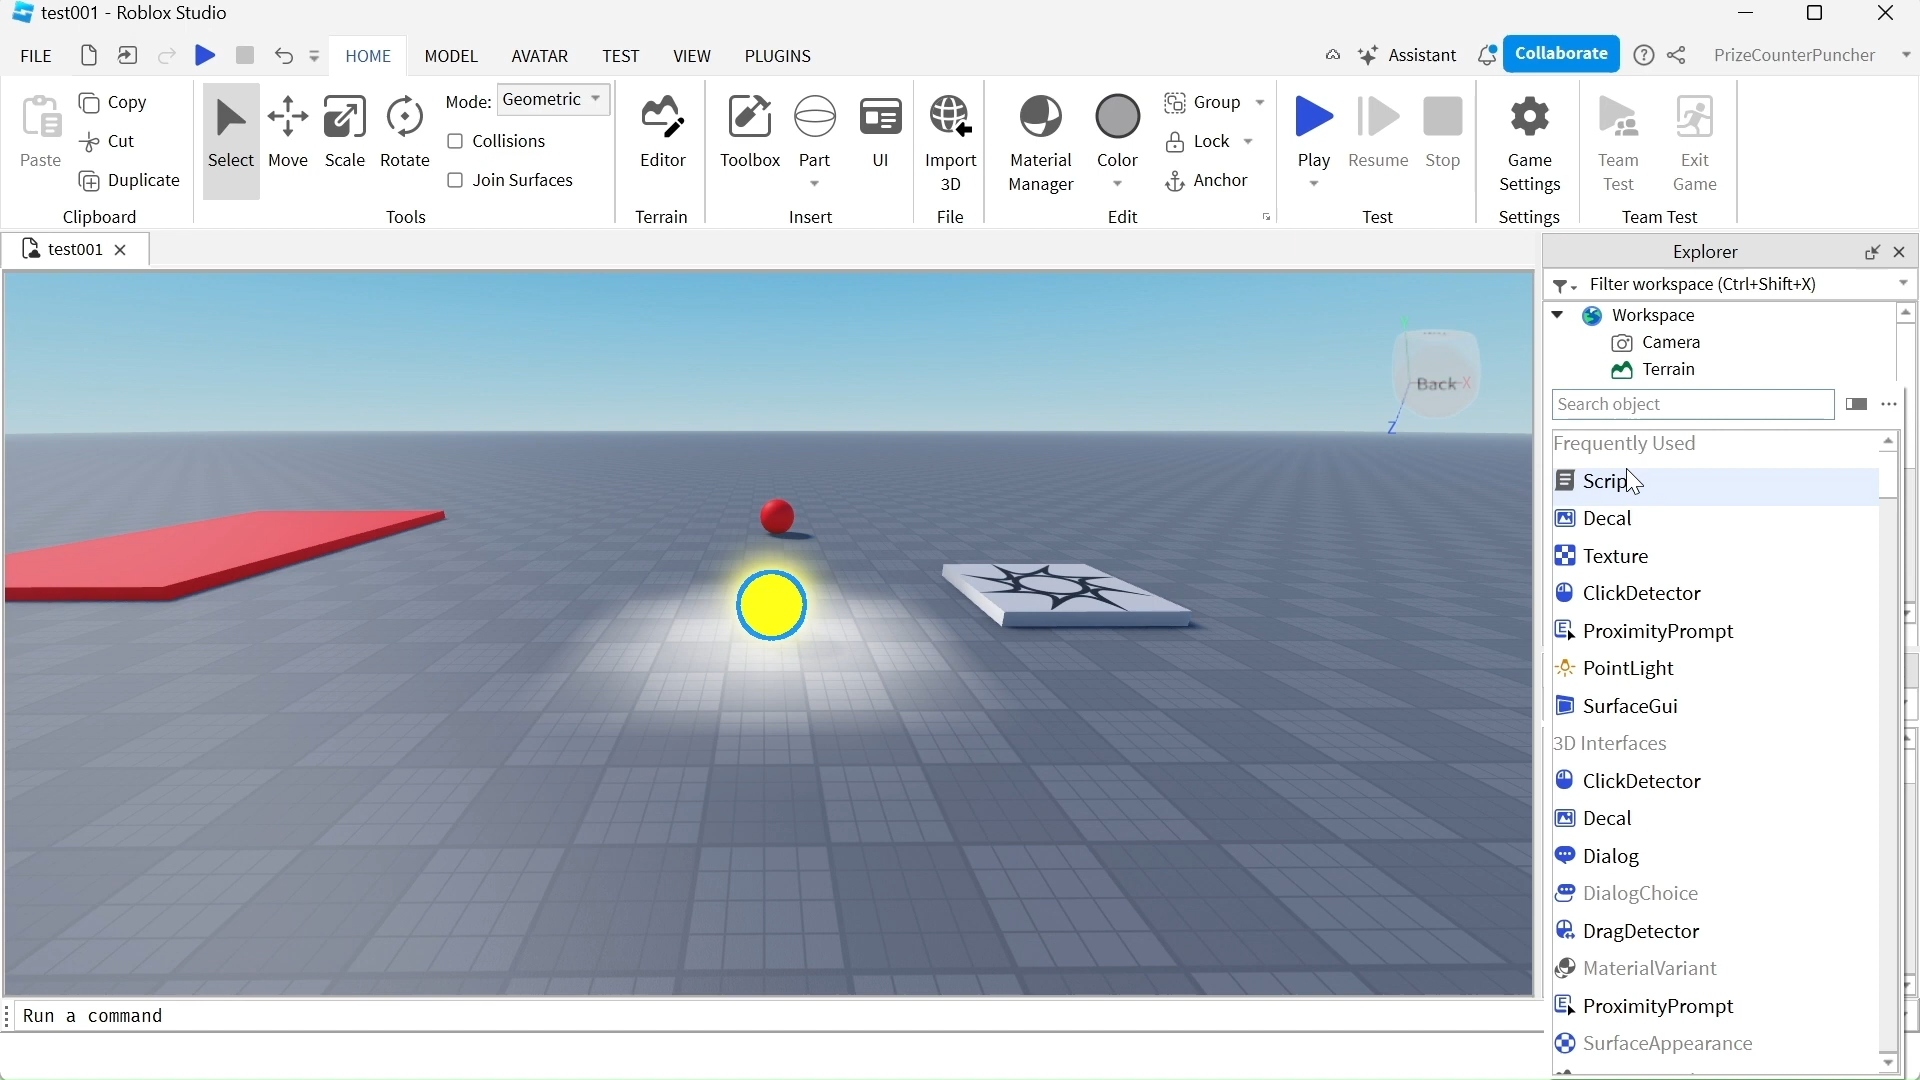 test001 - Roblox Studio
FILE HOME MODEL AVATAR TEST VIEW PLUGINS Assistant Collaborate PrizeCounterPuncher
Paste Copy Cut Duplicate
Clipboard
Select Move Scale Rotate
Mode: Geometric
Collisions
Join Surfaces
Tools
Editor
Terrain
Toolbox Part UI
Insert
Import
3D
File
Material
Manager
Color
Group
Lock
Anchor
Edit
Play Resume Stop
Test
Game
Settings
Settings
Team
Test
Exit
Game
Team Test
test001
Back X
Z
Explorer
Filter workspace (Ctrl+Shift+X)
Workspace
Camera
Terrain
Search object
Frequently Used
Script
Decal
Texture
ClickDetector
ProximityPrompt
PointLight
SurfaceGui
3D Interfaces
ClickDetector
Decal
Dialog
DialogChoice
DragDetector
MaterialVariant
ProximityPrompt
SurfaceAppearance
Run a command